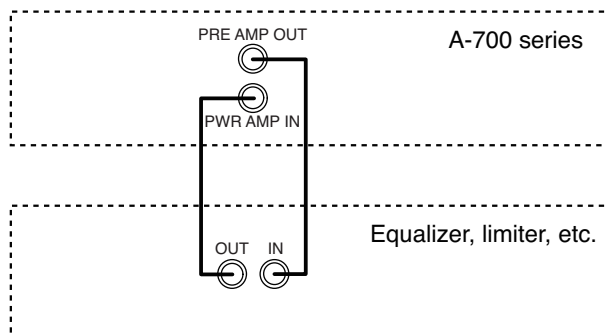 PRE AMP OUT
A-700 series
PWR AMP IN
Equalizer, limiter, etc.
OUT IN